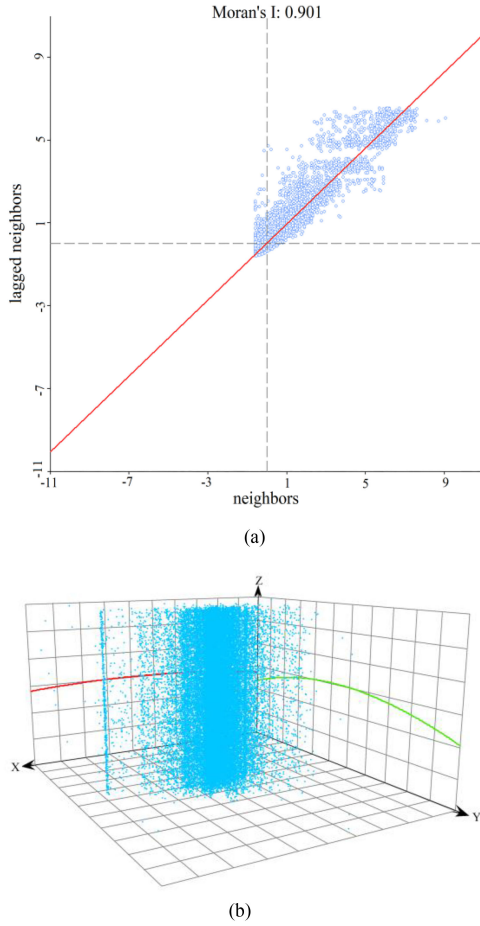 Moran's I: 0.901
9
5
1
-3
-7
-11
lagged neighbors
-11 -7 -3 1 5 9
neighbors
(a)
Z
X
Y
(b)